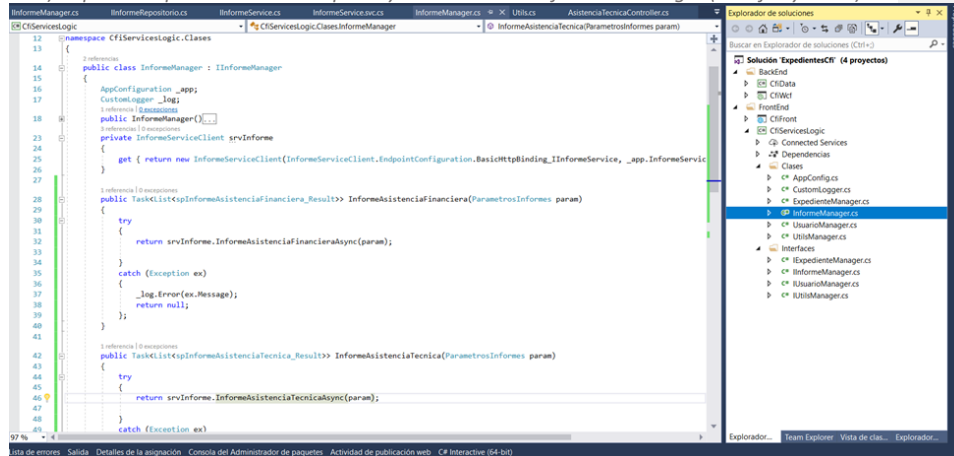 InformeManager.cs IInformeRepositorio.cs IInformeService.cs InformeService.svc.cs InformeManager.cs Utils.cs AsistenciaTecnicaController.cs
Explorador de soluciones
CfiServicesLogic CfiServicesLogic.Clases.InformeManager InformeAsistenciaTecnica(ParametrosInformes param)
12 namespace CfiServicesLogic.Clases
13 {
2 referencias
14 public class InformeManager : IInformeManager
15 {
16 AppConfiguration _app;
17 CustomLogger _log;
1 referencia | 0 excepciones
18 public InformeManager()...
3 referencias | 0 excepciones
23 private InformeServiceClient srvInforme
24 {
25 get { return new InformeServiceClient(InformeServiceClient.EndpointConfiguration.BasicHttpBinding_IInformeService, _app.InformeServic
26 }
27
1 referencia | 0 excepciones
28 public Task<List<spInformeAsistenciaFinanciera_Result>> InformeAsistenciaFinanciera(ParametrosInformes param)
29 {
30 try
31 {
32 return srvInforme.InformeAsistenciaFinancieraAsync(param);
33
34 }
35 catch (Exception ex)
36 {
37 _log.Error(ex.Message);
38 return null;
39 };
40 }
41
1 referencia | 0 excepciones
42 public Task<List<spInformeAsistenciaTecnica_Result>> InformeAsistenciaTecnica(ParametrosInformes param)
43 {
44 try
45 {
46 return srvInforme.InformeAsistenciaTecnicaAsync(param);
47
48 }
49 catch (Exception ex)
97 %
Buscar en Explorador de soluciones (Ctrl+;)
Solución 'ExpedientesCfi' (4 proyectos)
BackEnd
CfiData
CfiWcf
FrontEnd
CfiFront
CfiServicesLogic
Connected Services
Dependencias
Clases
C# AppConfig.cs
C# CustomLogger.cs
C# ExpedienteManager.cs
C# InformeManager.cs
C# UsuarioManager.cs
C# UtilsManager.cs
Interfaces
C# IExpedienteManager.cs
C# IInformeManager.cs
C# IUsuarioManager.cs
C# IUtilsManager.cs
Explorador... Team Explorer Vista de clas... Explorador...
Lista de errores Salida Detalles de la asignación Consola del Administrador de paquetes Actividad de publicación web C# Interactive (64-bit)